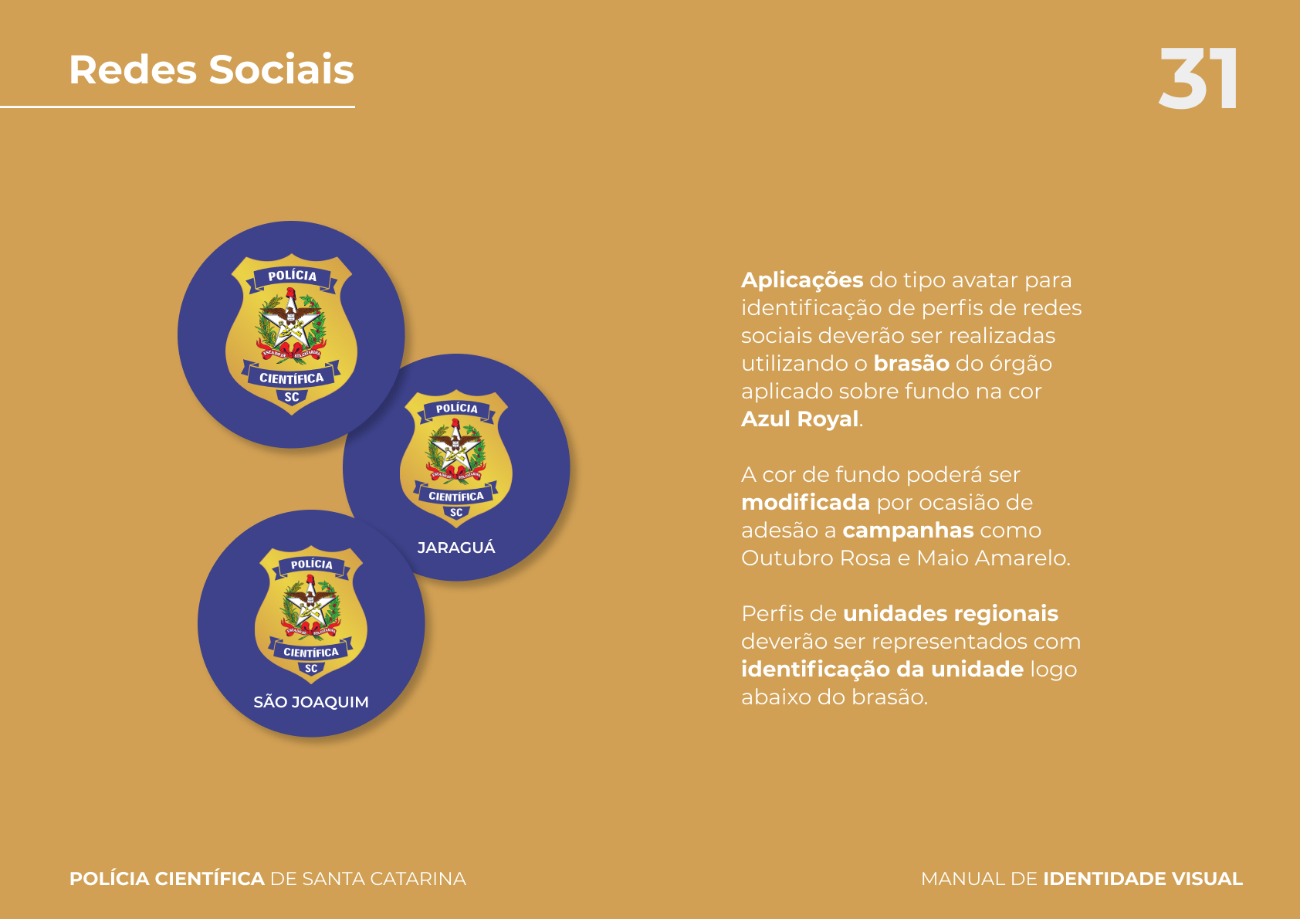 Redes Sociais
31
POLÍCIA
CIENTÍFICA
SC
POLÍCIA
CIENTÍFICA
SC
JARAGUÁ
POLÍCIA
CIENTÍFICA
SC
SÃO JOAQUIM
Aplicações do tipo avatar para
identificação de perfis de redes
sociais deverão ser realizadas
utilizando o brasão do órgão
aplicado sobre fundo na cor
Azul Royal.
A cor de fundo poderá ser
modificada por ocasião de
adesão a campanhas como
Outubro Rosa e Maio Amarelo.
Perfis de unidades regionais
deverão ser representados com
identificação da unidade logo
abaixo do brasão.
POLÍCIA CIENTÍFICA DE SANTA CATARINA
MANUAL DE IDENTIDADE VISUAL